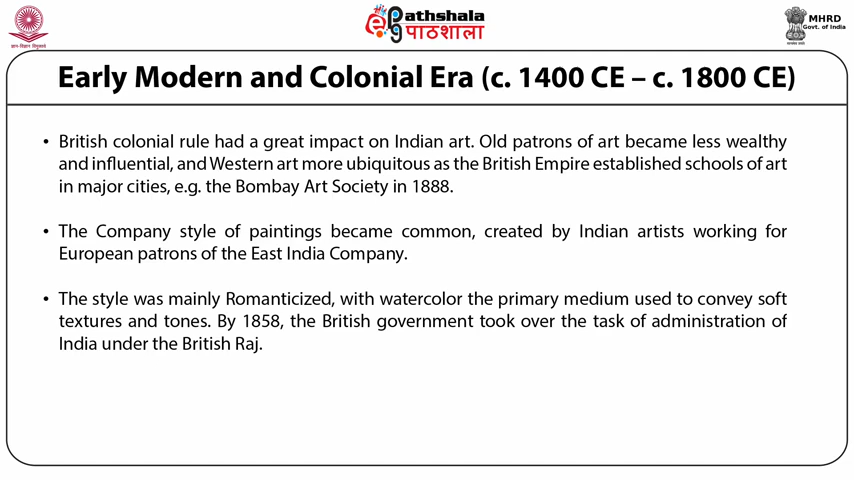 ePathshala
पाठशाला
MHRD
Govt. of India
Early Modern and Colonial Era (c. 1400 CE – c. 1800 CE)
• British colonial rule had a great impact on Indian art. Old patrons of art became less wealthy
and influential, and Western art more ubiquitous as the British Empire established schools of art
in major cities, e.g. the Bombay Art Society in 1888.
• The Company style of paintings became common, created by Indian artists working for
European patrons of the East India Company.
• The style was mainly Romanticized, with watercolor the primary medium used to convey soft
textures and tones. By 1858, the British government took over the task of administration of
India under the British Raj.